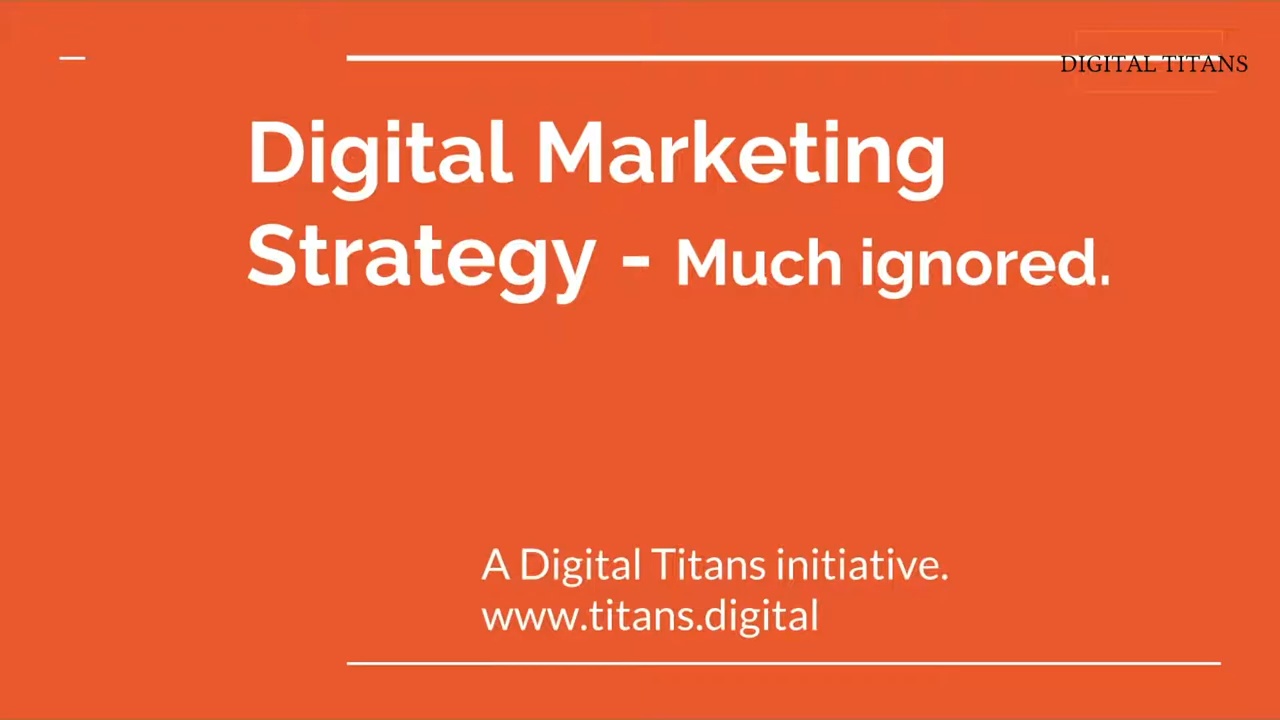 DIGITAL TITANS
Digital Marketing
Strategy - Much ignored.
A Digital Titans initiative.
www.titans.digital